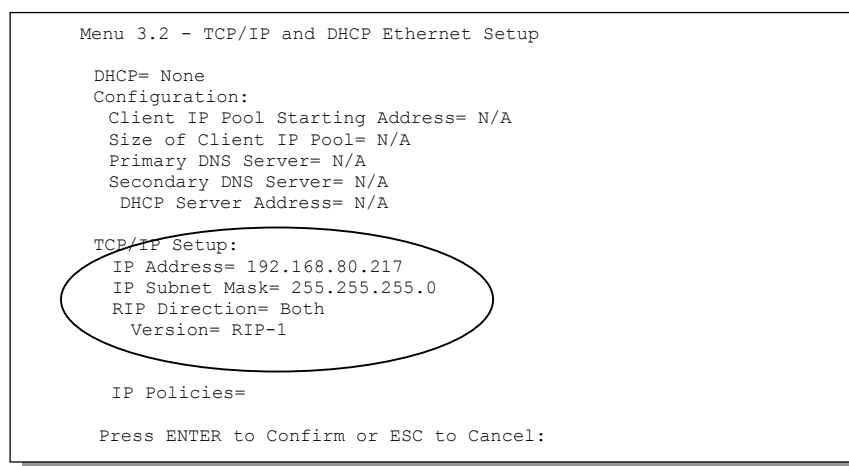 Menu 3.2 - TCP/IP and DHCP Ethernet Setup
DHCP= None
Configuration:
Client IP Pool Starting Address= N/A
Size of Client IP Pool= N/A
Primary DNS Server= N/A
Secondary DNS Server= N/A
DHCP Server Address= N/A
TCP/IP Setup:
IP Address= 192.168.80.217
IP Subnet Mask= 255.255.255.0
RIP Direction= Both
Version= RIP-1
IP Policies=
Press ENTER to Confirm or ESC to Cancel: